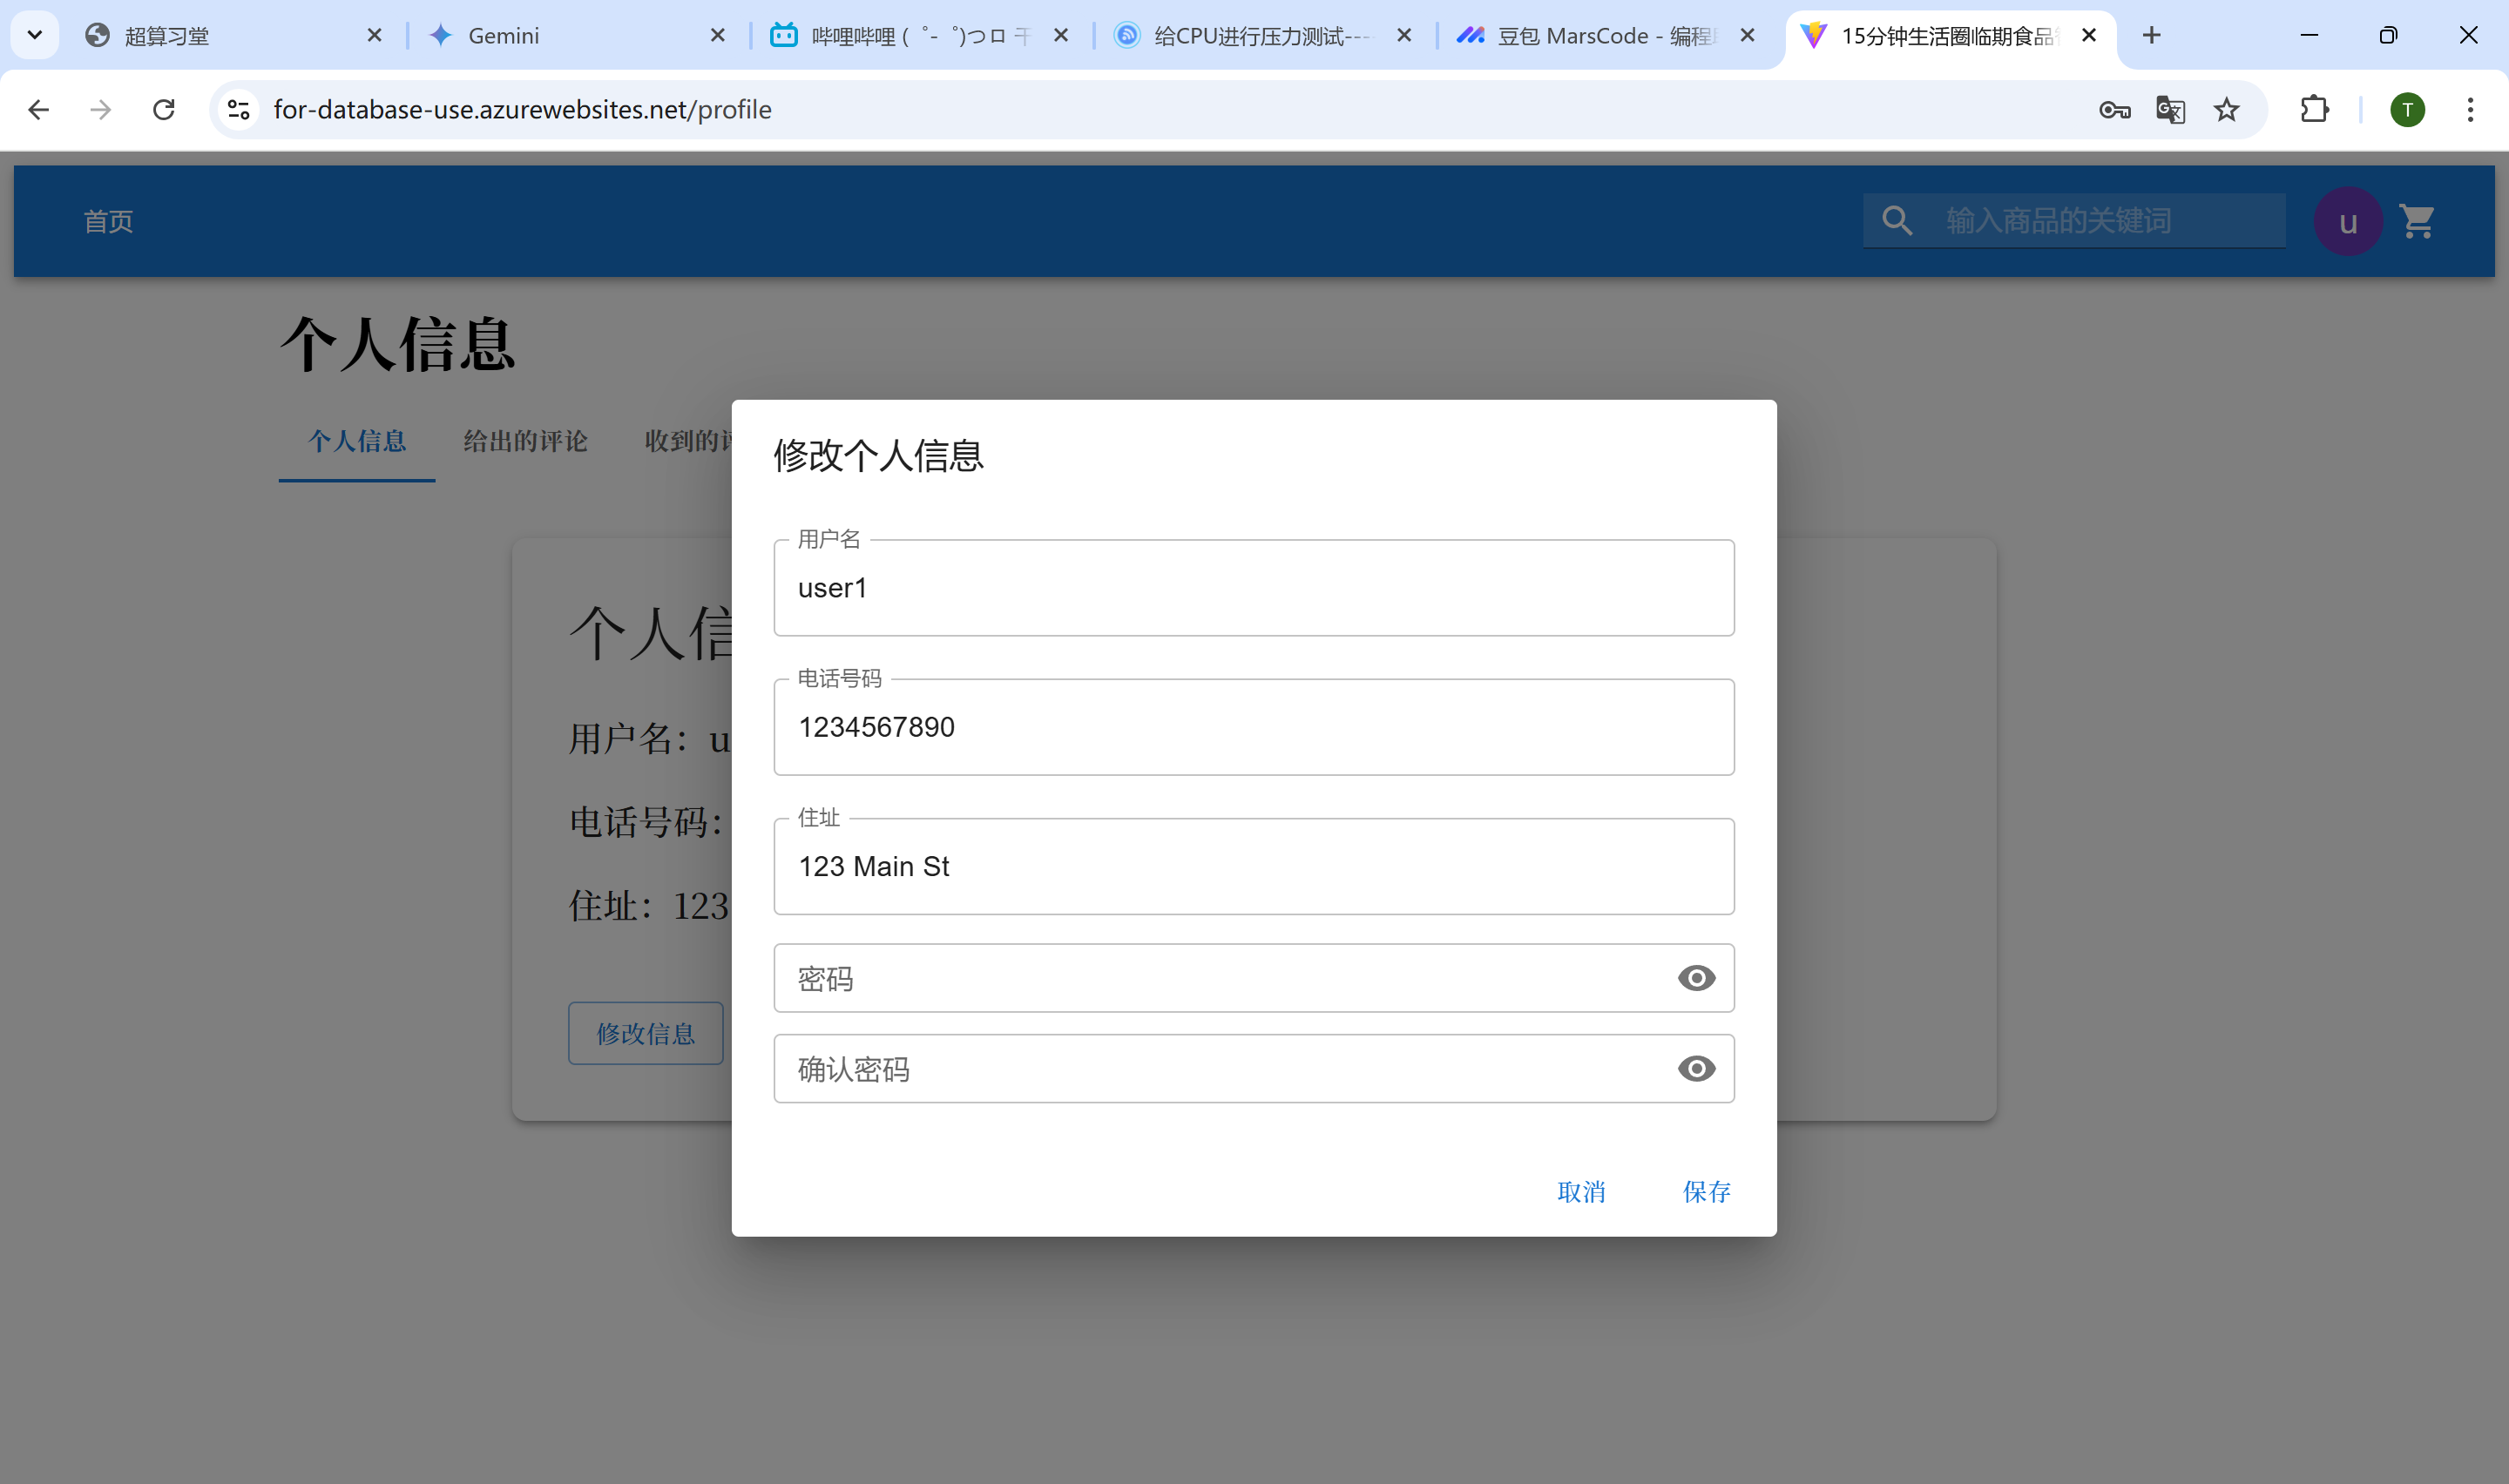 超算习堂
Gemini
哔哩哔哩 ( ゜- ゜)つロ 干
给CPU进行压力测试----
豆包 MarsCode - 编程
15分钟生活圈临期食品
for-database-use.azurewebsites.net/profile
T
首页
输入商品的关键词
u
个人信息
个人信息
给出的评论
收到的评
修改个人信息
用户名
user1
电话号码
1234567890
住址
123 Main St
密码
确认密码
取消
保存
个人信
用户名：u
电话号码：
住址：123
修改信息